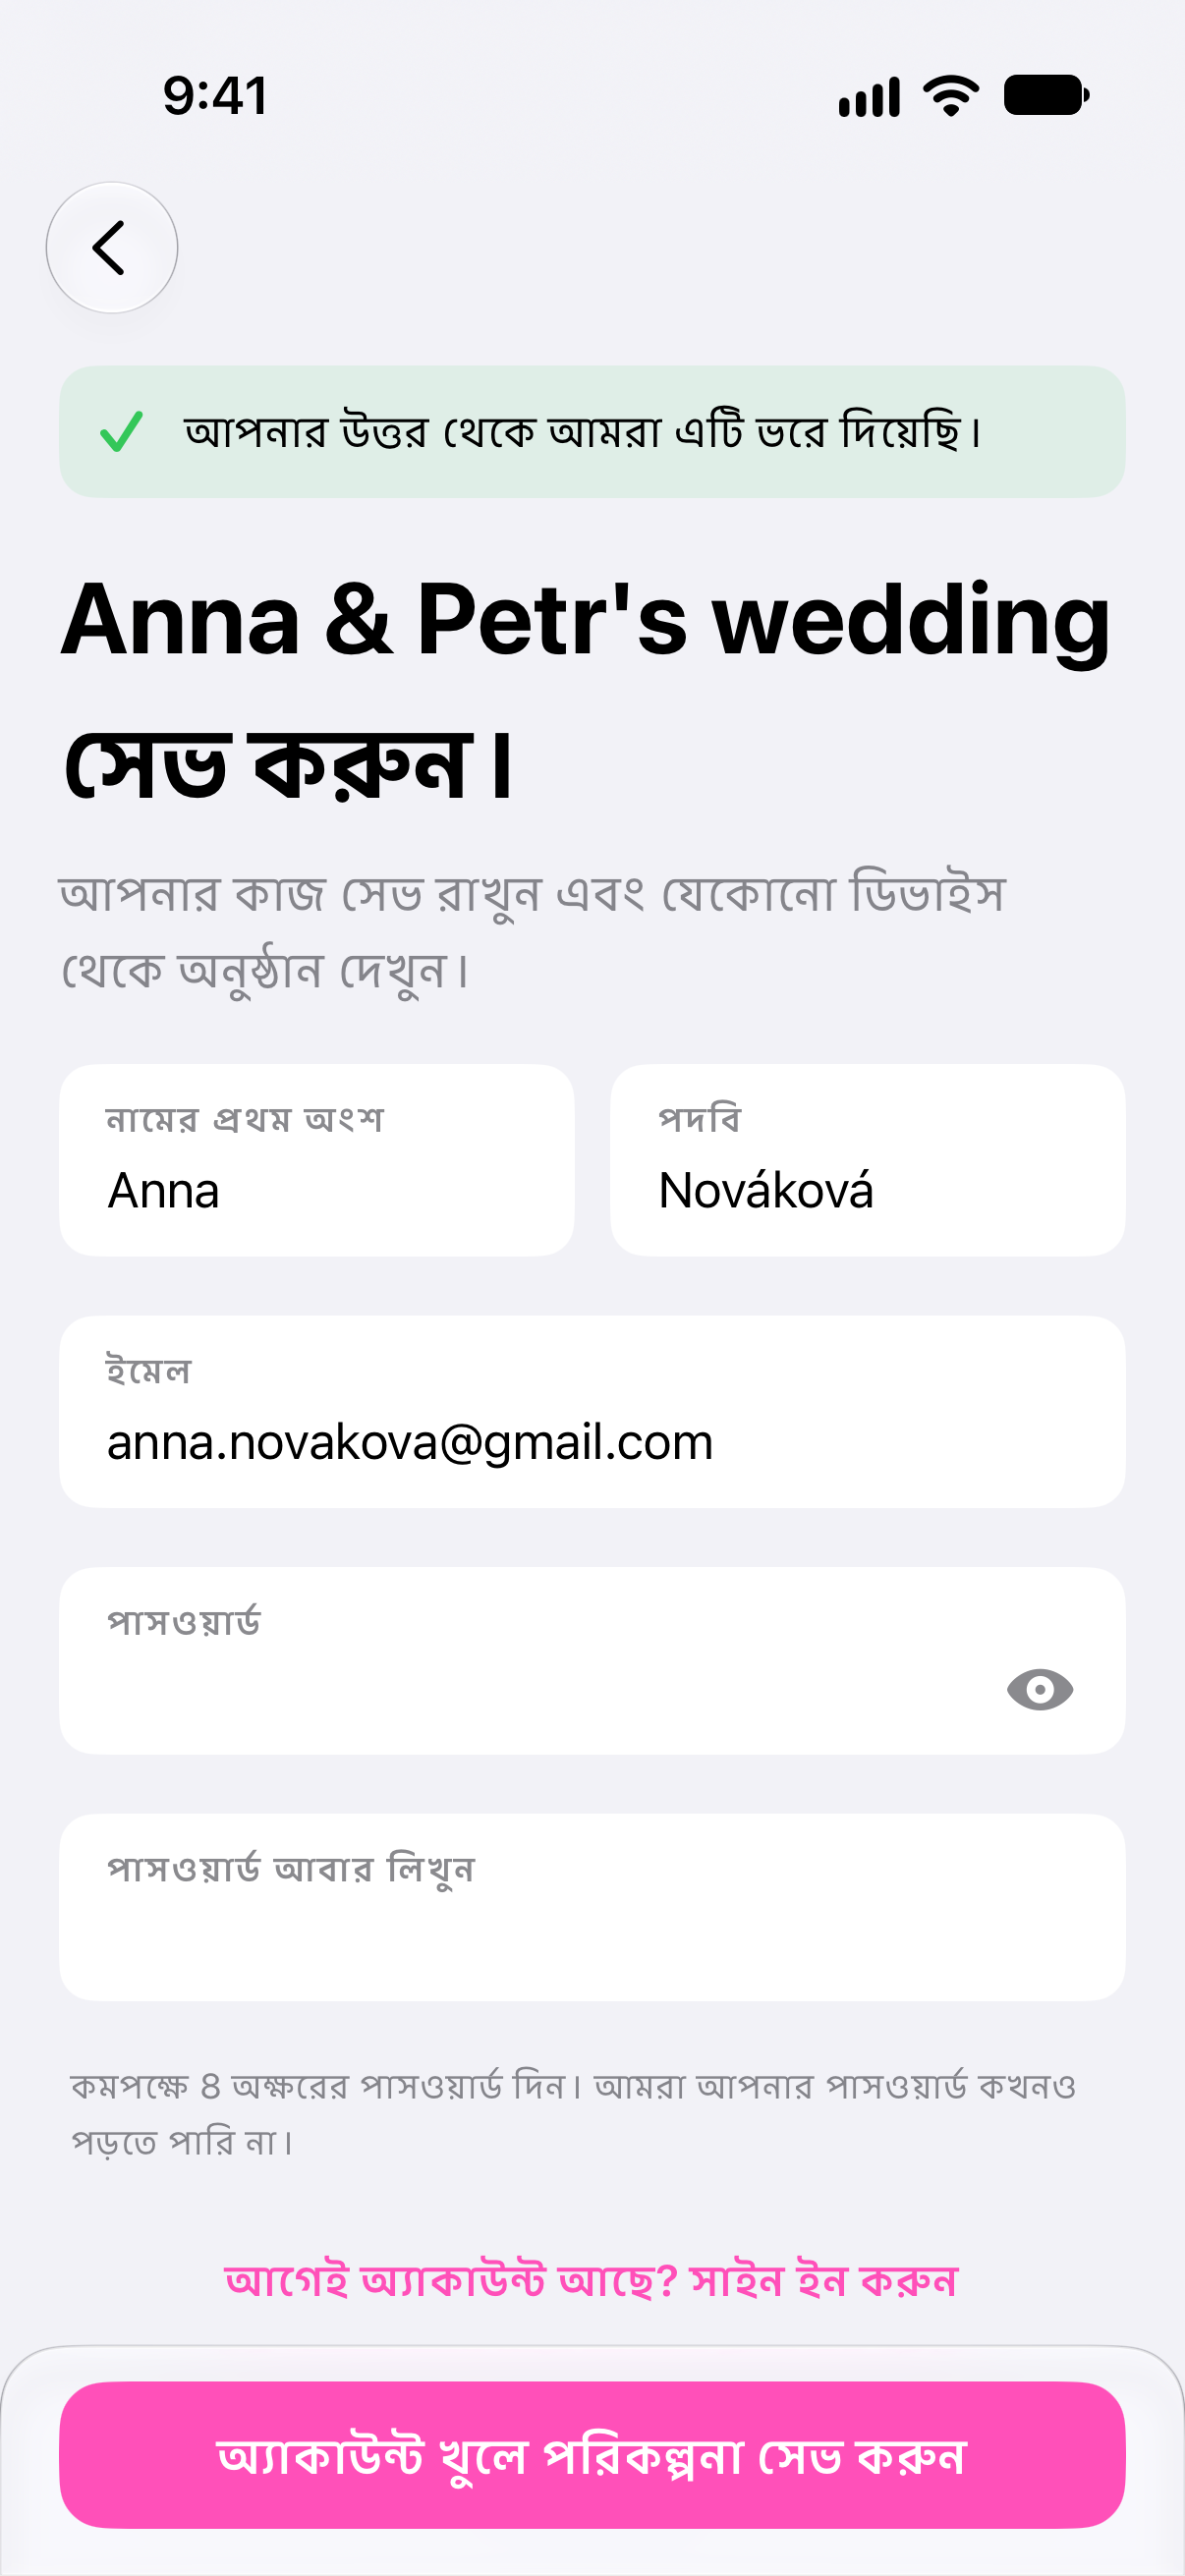 9:41
আপনার উত্তর থেকে আমরা এটি ভরে দিয়েছি।
Anna & Petr's wedding
সেভ করুন।
আপনার কাজ সেভ রাখুন এবং যেকোনো ডিভাইস
থেকে অনুষ্ঠান দেখুন।
নামের প্রথম অংশ
পদবি
Anna
Nováková
ইমেল
anna.novakova@gmail.com
পাসওয়ার্ড
পাসওয়ার্ড আবার লিখুন
কমপক্ষে 8 অক্ষরের পাসওয়ার্ড দিন। আমরা আপনার পাসওয়ার্ড কখনও
পড়তে পারি না।
আগেই অ্যাকাউন্ট আছে? সাইন ইন করুন
অ্যাকাউন্ট খুলে পরিকল্পনা সেভ করুন